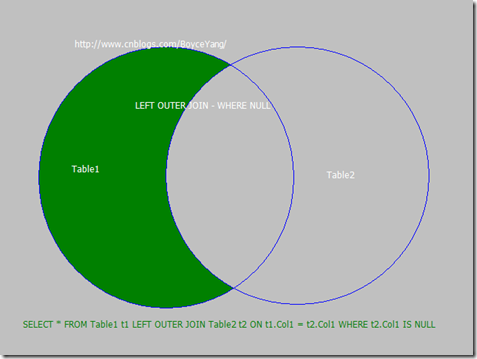 http://www.cnblogs.com/BoyceYang/
LEFT OUTER JOIN - WHERE NULL
Table1
Table2
SELECT * FROM Table1 t1 LEFT OUTER JOIN Table2 t2 ON t1.Col1 = t2.Col1 WHERE t2.Col1 IS NULL